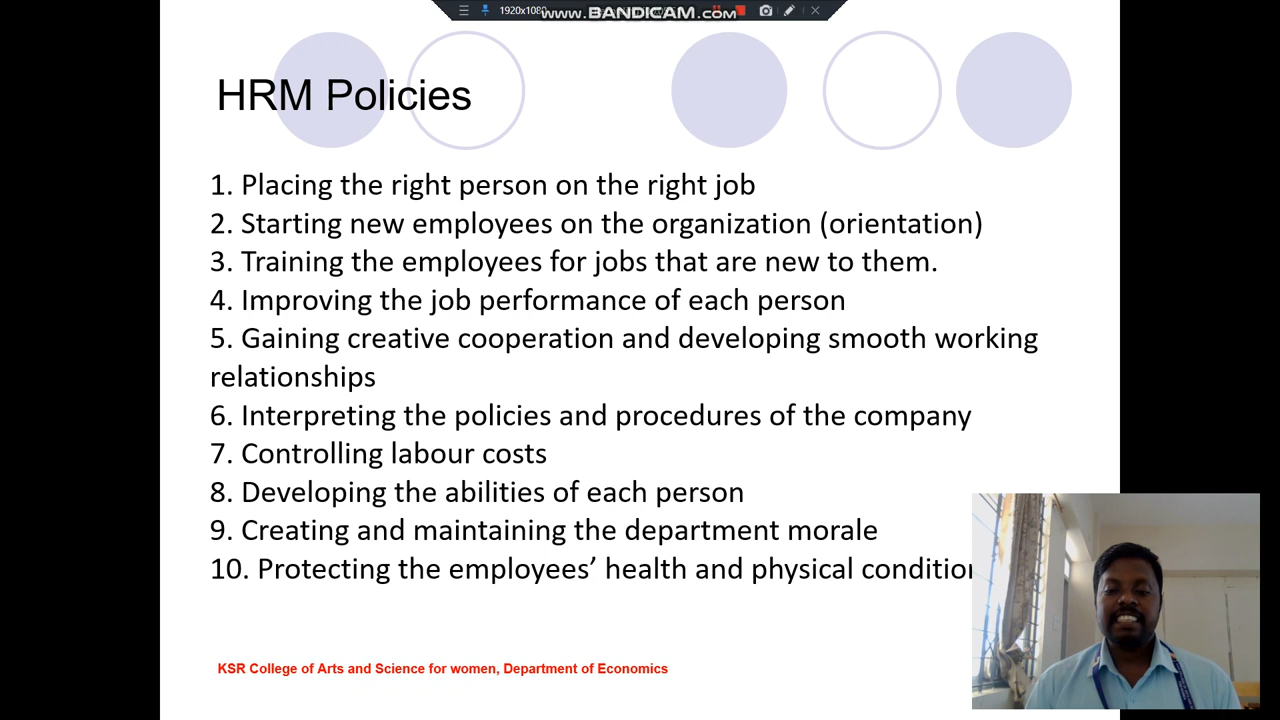 1920x1080
www.BANDICAM.com
HRM Policies
1. Placing the right person on the right job
2. Starting new employees on the organization (orientation)
3. Training the employees for jobs that are new to them.
4. Improving the job performance of each person
5. Gaining creative cooperation and developing smooth working
relationships
6. Interpreting the policies and procedures of the company
7. Controlling labour costs
8. Developing the abilities of each person
9. Creating and maintaining the department morale
10. Protecting the employees’ health and physical condition
KSR College of Arts and Science for women, Department of Economics